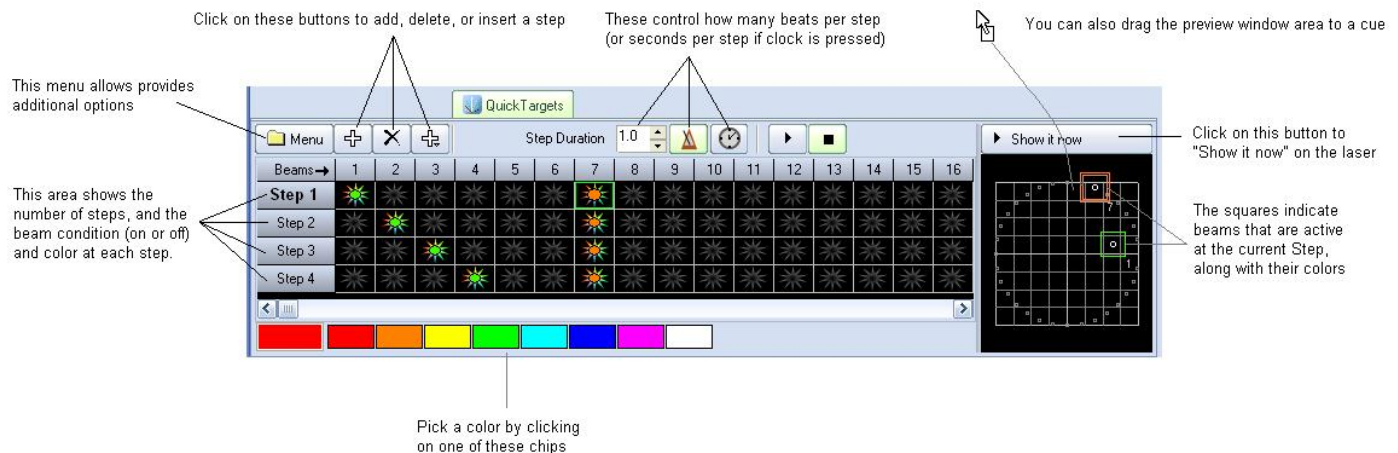 Click on these buttons to add, delete, or insert a step
These control how many beats per step
(or seconds per step if clock is pressed)
You can also drag the preview window area to a cue
This menu allows provides
additional options
QuickTargets
Menu
Step Duration
1.0
Show it now
Click on this button to
"Show it now" on the laser
Beams→ 1 2 3 4 5 6 7 8 9 10 11 12 13 14 15 16
Step 1
Step 2
Step 3
Step 4
This area shows the
number of steps, and the
beam condition (on or off)
and color at each step.
7
1
The squares indicate
beams that are active
at the current Step,
along with their colors
Pick a color by clicking
on one of these chips